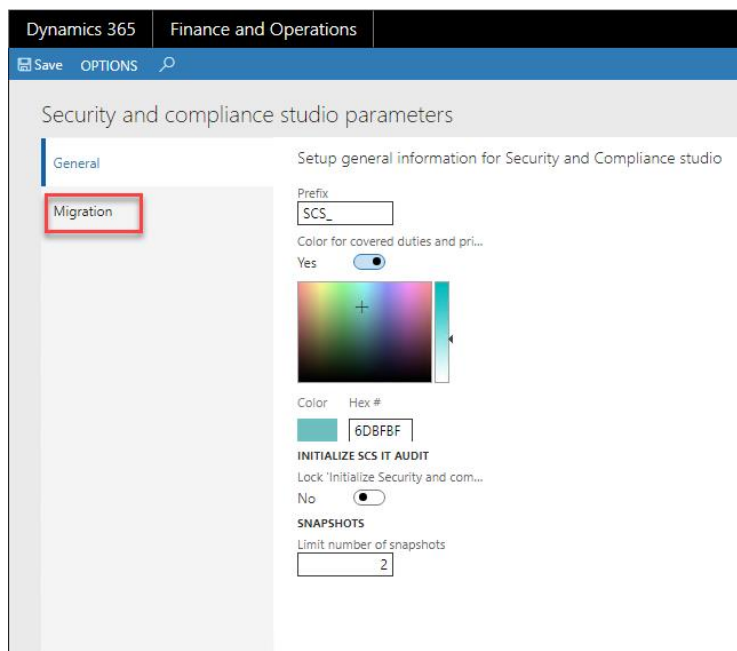 Dynamics 365 Finance and Operations
Save OPTIONS
Security and compliance studio parameters
General
Migration
Setup general information for Security and Compliance studio
Prefix
SCS_
Color for covered duties and pri...
Yes
Color Hex #
6DBFBF
INITIALIZE SCS IT AUDIT
Lock 'Initialize Security and com...
No
SNAPSHOTS
Limit number of snapshots
2